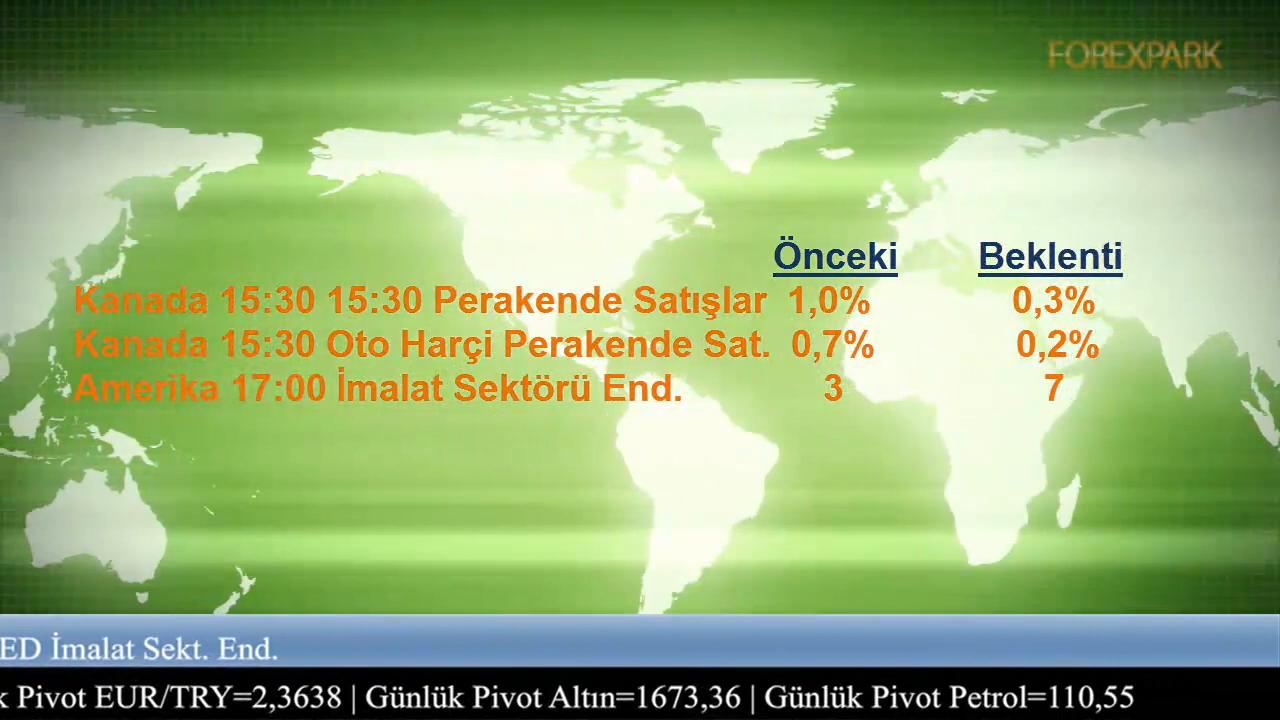 FOREXPARK
Önceki Beklenti
Kanada 15:30 15:30 Perakende Satışlar 1,0% 0,3%
Kanada 15:30 Oto Harçi Perakende Sat. 0,7% 0,2%
Amerika 17:00 İmalat Sektörü End. 3 7
ED İmalat Sekt. End.
k Pivot EUR/TRY=2,3638 | Günlük Pivot Altın=1673,36 | Günlük Pivot Petrol=110,55